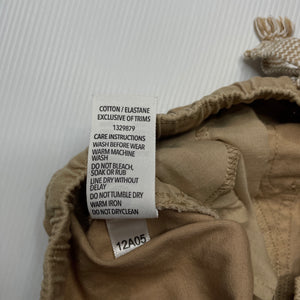 COTTON / ELASTANE
EXCLUSIVE OF TRIMS
1329879
CARE INSTRUCTIONS
WASH BEFORE WEAR
WARM MACHINE
WASH
DO NOT BLEACH,
SOAK OR RUB
LINE DRY WITHOUT
DELAY
DO NOT TUMBLE DRY
WARM IRON
DO NOT DRYCLEAN
12A05